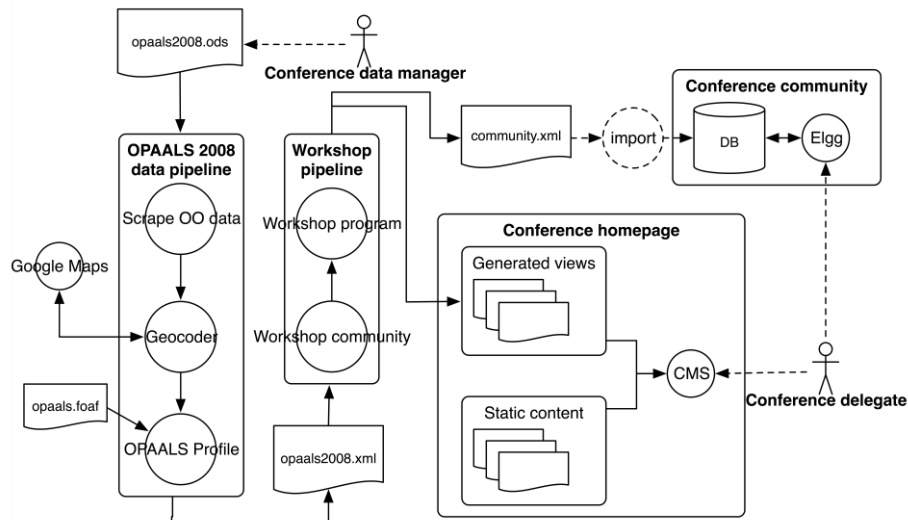 opaals2008.ods
Conference data manager
OPAALS 2008
data pipeline
Scrape OO data
Google Maps
Geocoder
opaals.foaf
OPAALS Profile
Workshop
pipeline
Workshop program
Workshop community
opaals2008.xml
community.xml
import
Conference community
DB
Elgg
Conference homepage
Generated views
CMS
Static content
Conference delegate